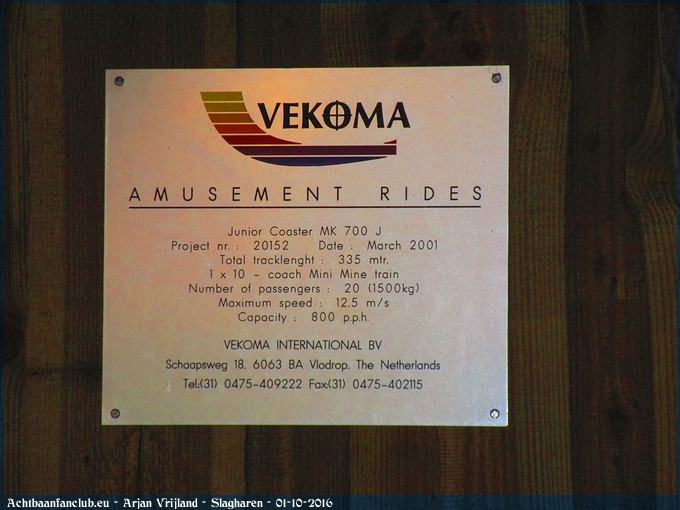 VEKOMA
AMUSEMENT RIDES
Junior Coaster MK 700 J
Project nr. : 20152 Date : March 2001
Total tracklenght : 335 mtr.
1 x 10 - coach Mini Mine train
Number of passengers : 20 (1500kg)
Maximum speed : 12.5 m/s
Capacity : 800 p.p.h.
VEKOMA INTERNATIONAL BV
Schaapsweg 18, 6063 BA Vlodrop, The Netherlands
Tel.:(31) 0475-409222 Fax:(31) 0475-402115
Achtbaanfanclub.eu - Arjan Vrijland - Slagharen - 01-10-2016